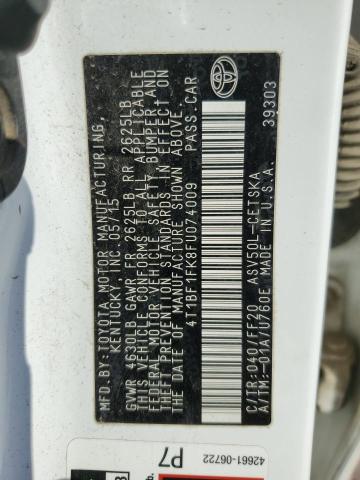 MFD. BY: TOYOTA MOTOR MANUFACTURING,
KENTUCKY, INC. 05/15
GVWR 4630LB GAWR FR 2625LB RR 2625LB
THIS VEHICLE CONFORMS TO ALL APPLICABLE
FEDERAL MOTOR VEHICLE SAFETY, BUMPER AND
THEFT PREVENTION STANDARDS IN EFFECT ON
THE DATE OF MANUFACTURE SHOWN ABOVE.
4T1BF1FK8FU074009 PASS.CAR
C/TR:040/FF20 ASV50L-CETSKA
A/TM:-01A/U760E MADE IN U.S.A. 39303
42661-06722
P7